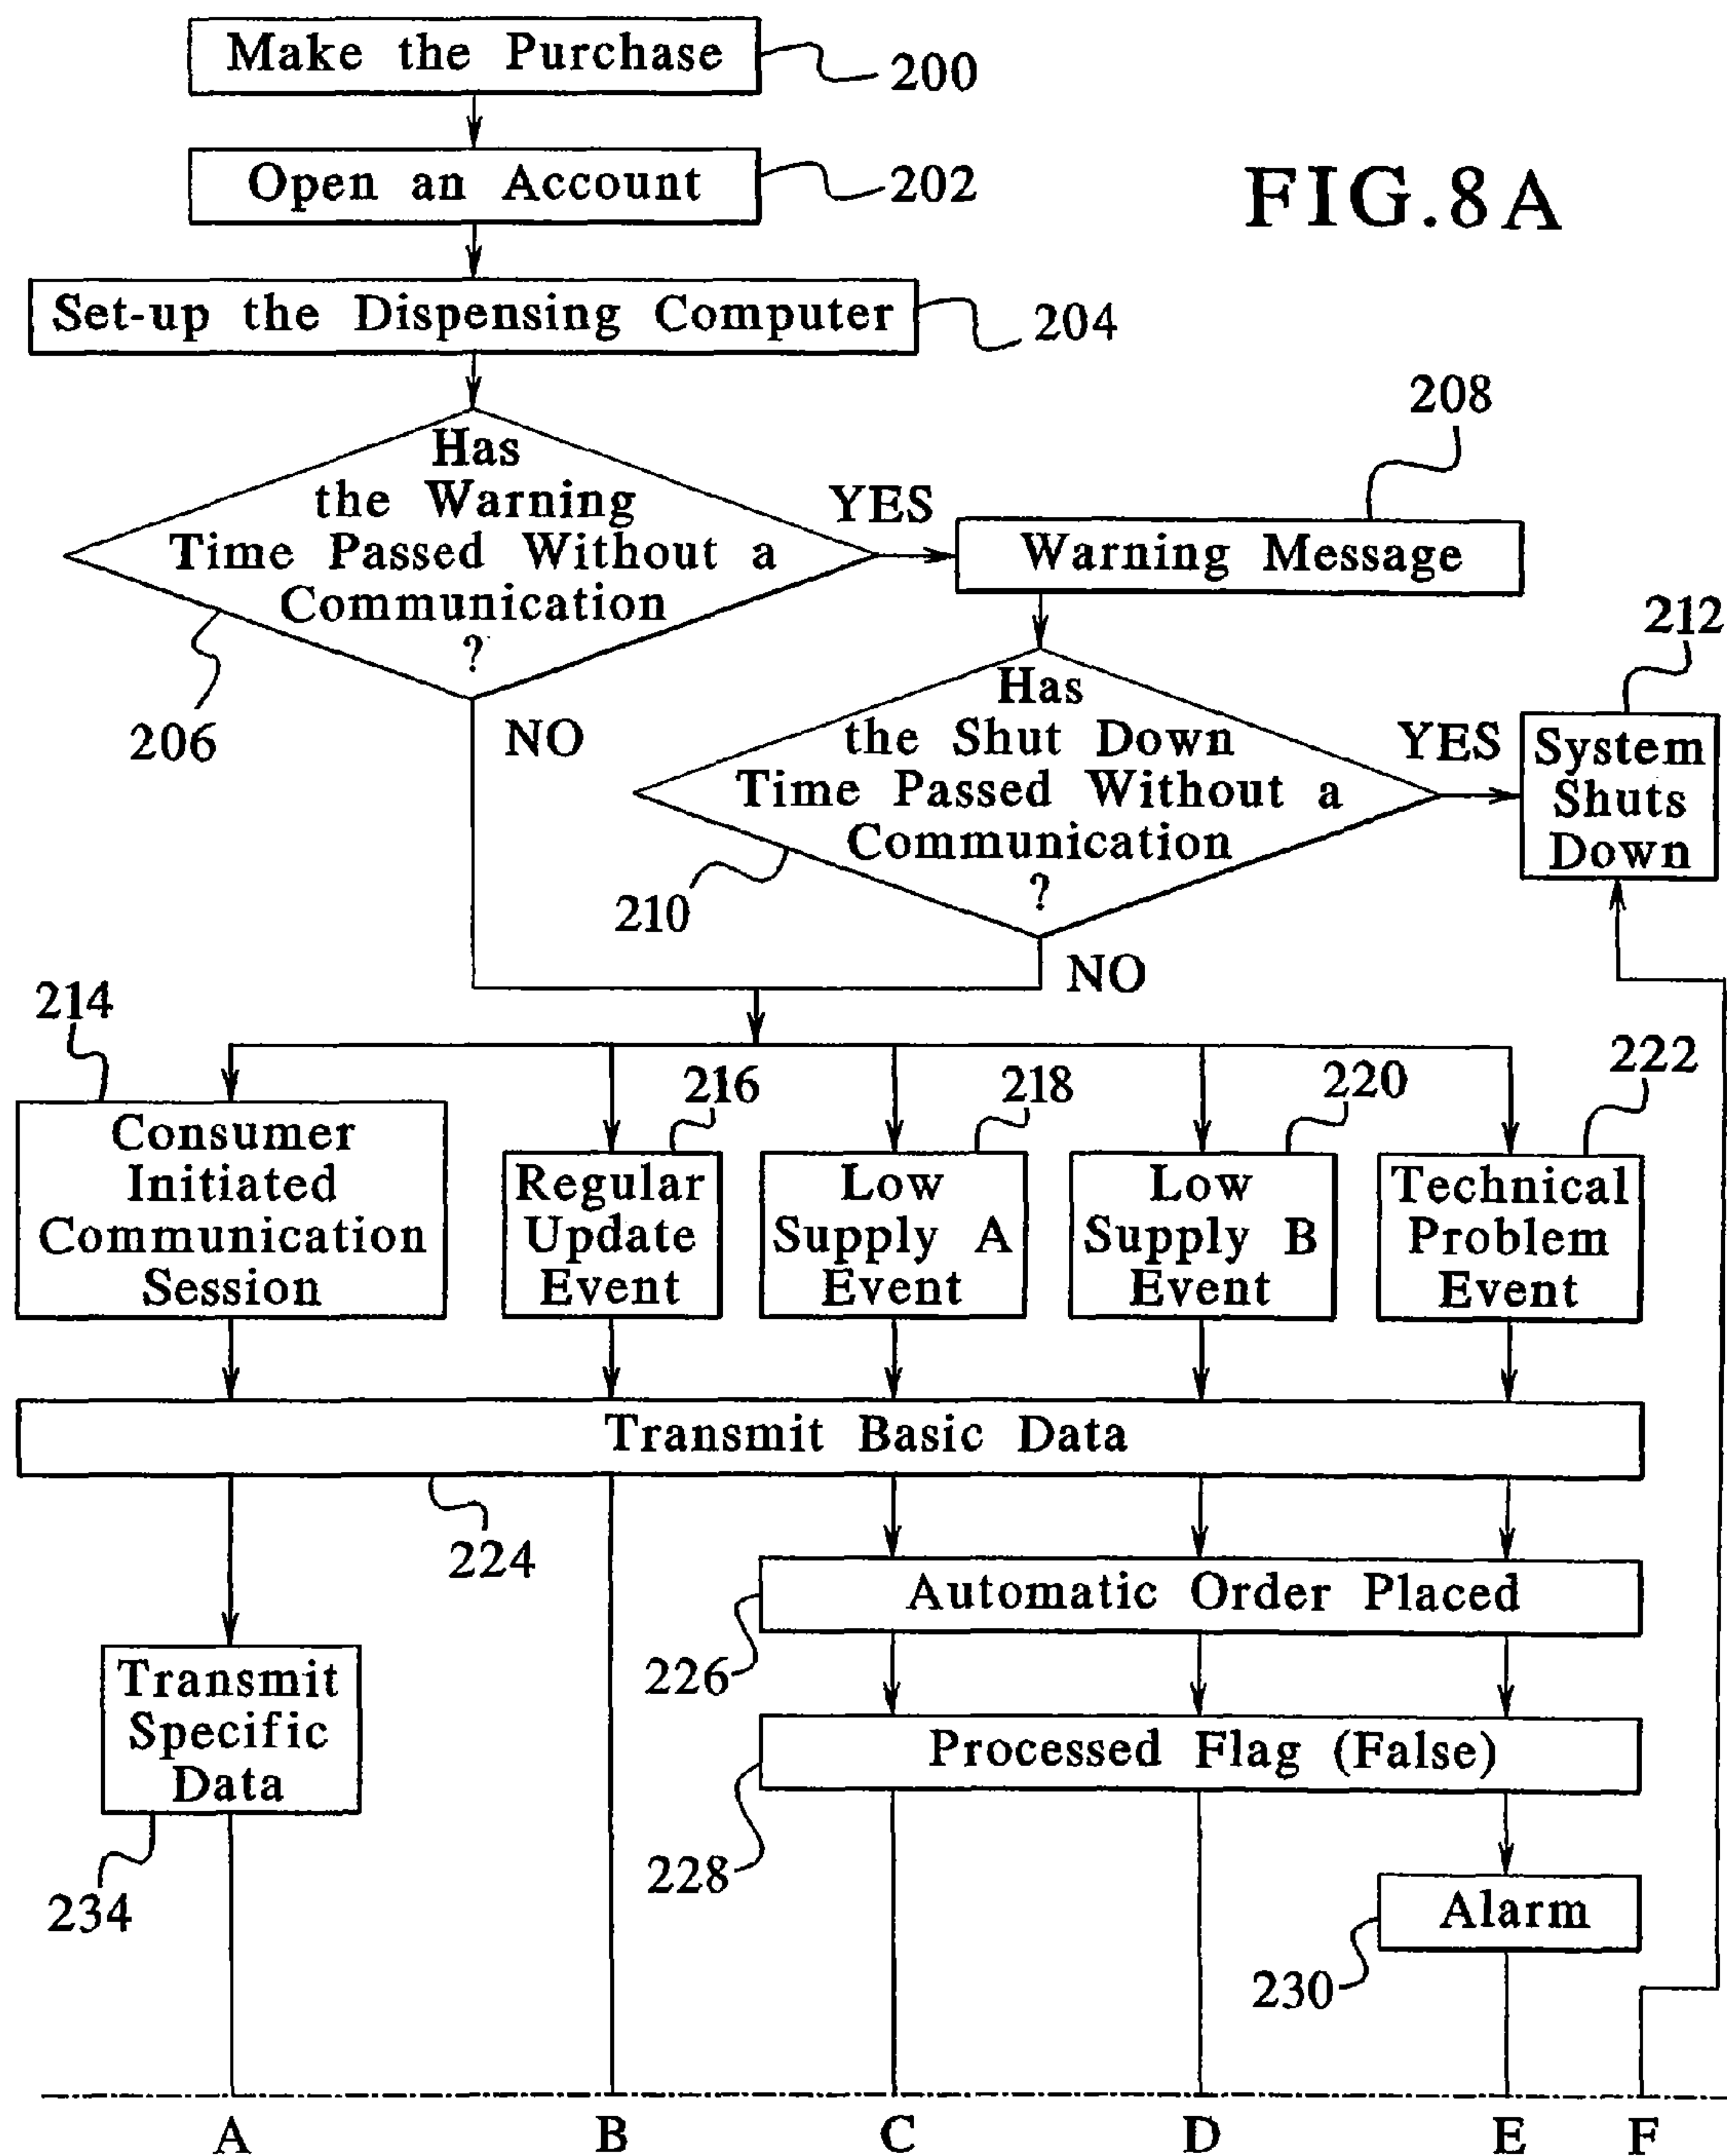 Make the Purchase
200
Open an Account
202
FIG.8A
Set-up the Dispensing Computer
204
208
Has
the Warning
Time Passed Without a
Communication
?
YES
Warning Message
206
NO
212
Has
the Shut Down
Time Passed Without a
Communication
?
YES
System
Shuts
Down
210
NO
214
216
218
220
222
Consumer
Initiated
Communication
Session
Regular
Update
Event
Low
Supply A
Event
Low
Supply B
Event
Technical
Problem
Event
Transmit Basic Data
224
Automatic Order Placed
226
Transmit
Specific
Data
Processed Flag (False)
228
234
Alarm
230
A
B
C
D
E
F